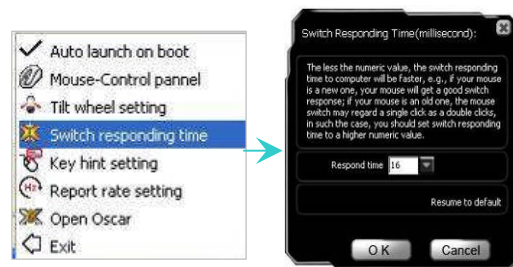 Auto launch on boot
Mouse-Control pannel
Tilt wheel setting
Switch responding time
Key hint setting
Hz+
Report rate setting
Open Oscar
Exit
Switch Responding Time(millisecond):
The less the numeric value, the switch responding
time to computer will be faster, e.g., if your mouse
is a new one, your mouse will get a good switch
response; if your mouse is an old one, the mouse
switch may regard a single click as a double clicks,
in such the case, you should set switch responding
time to a higher numeric value.
Respond time 16
Resume to default
OK Cancel